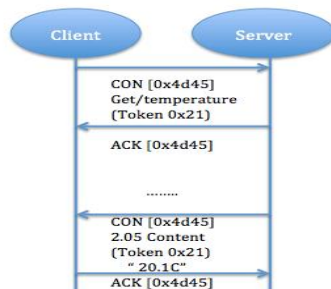 Client
Server
CON [0x4d45]
Get/temperature
(Token 0x21)
ACK [0x4d45]
........
CON [0x4d45]
2.05 Content
(Token 0x21)
" 20.1C"
ACK [0x4d45]